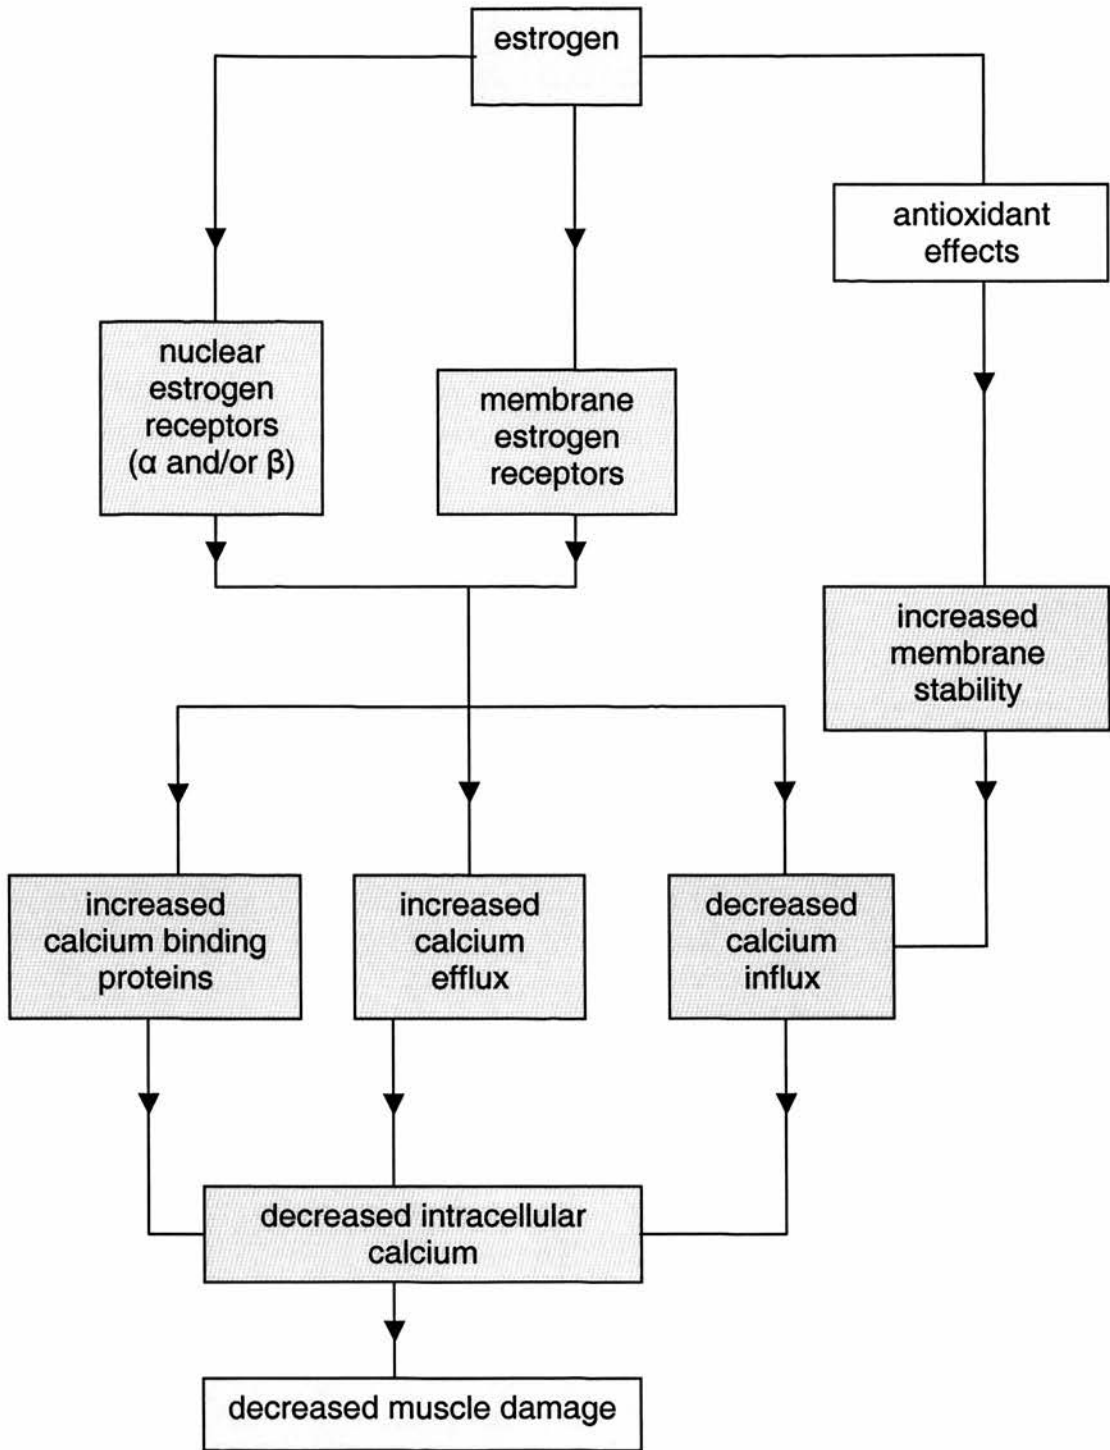 estrogen
antioxidant
effects
nuclear
estrogen
receptors
(α and/or β)
membrane
estrogen
receptors
increased
membrane
stability
increased
calcium binding
proteins
increased
calcium
efflux
decreased
calcium
influx
decreased intracellular
calcium
decreased muscle damage